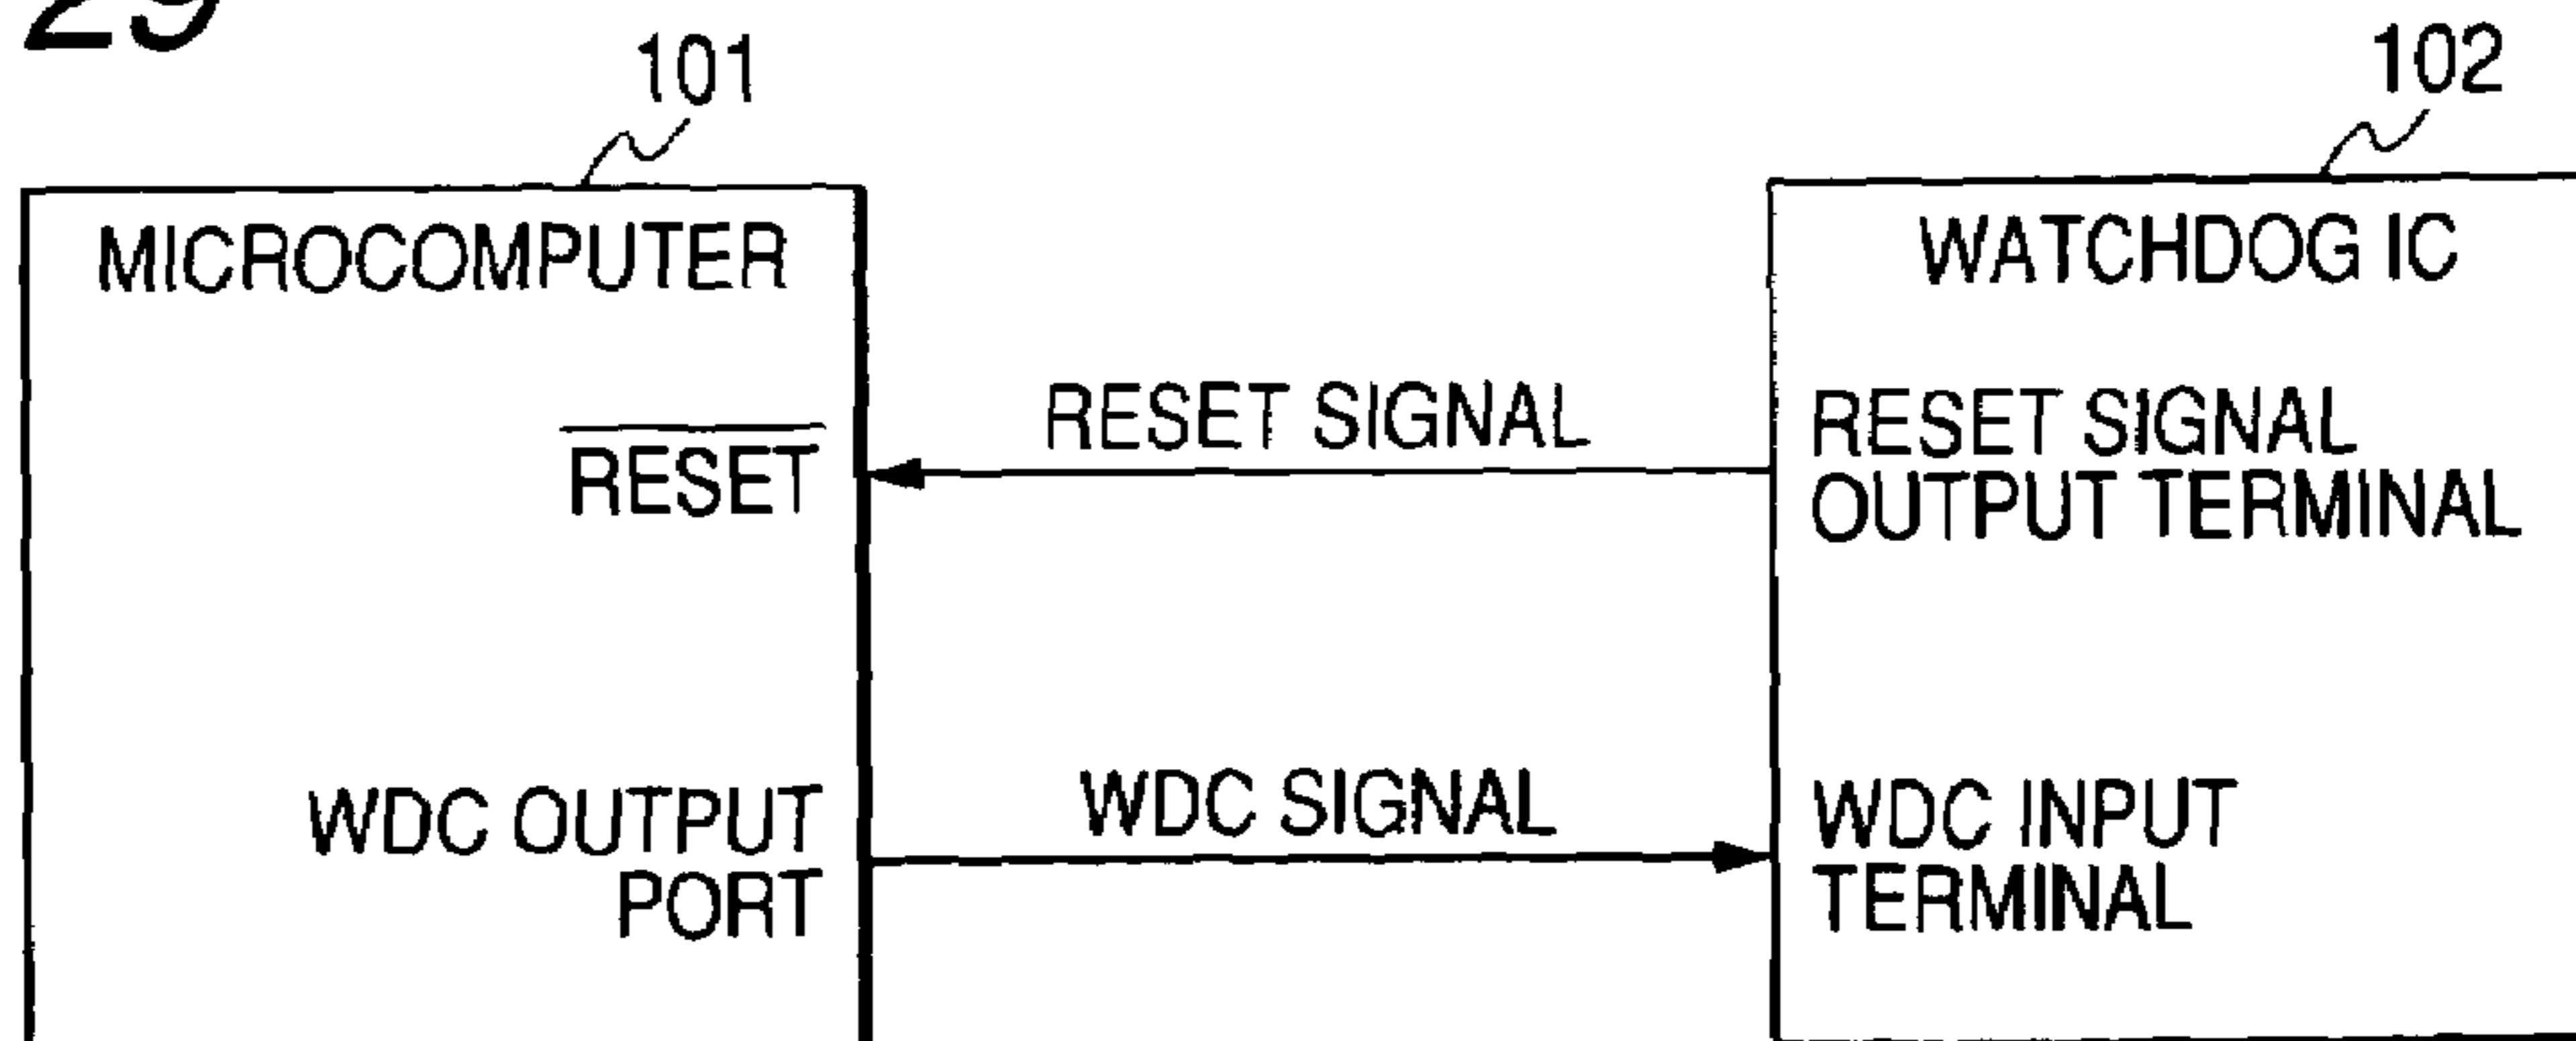 29
101
102
MICROCOMPUTER
WATCHDOG IC
RESET SIGNAL
RESET
RESET SIGNAL
OUTPUT TERMINAL
WDC OUTPUT
PORT
WDC SIGNAL
WDC INPUT
TERMINAL